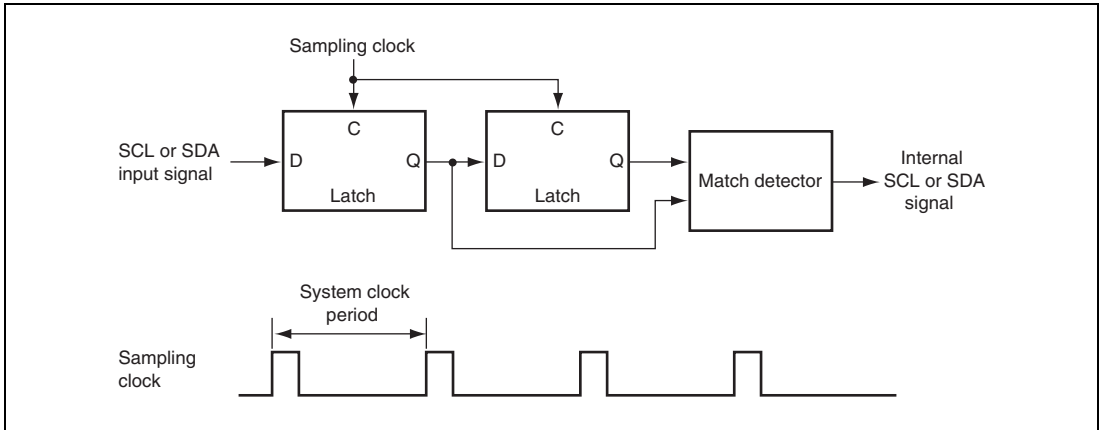 Sampling clock
C
C
SCL or SDA
input signal
D
Q
D
Q
Latch
Latch
Match detector
Internal
SCL or SDA
signal
System clock
period
Sampling
clock